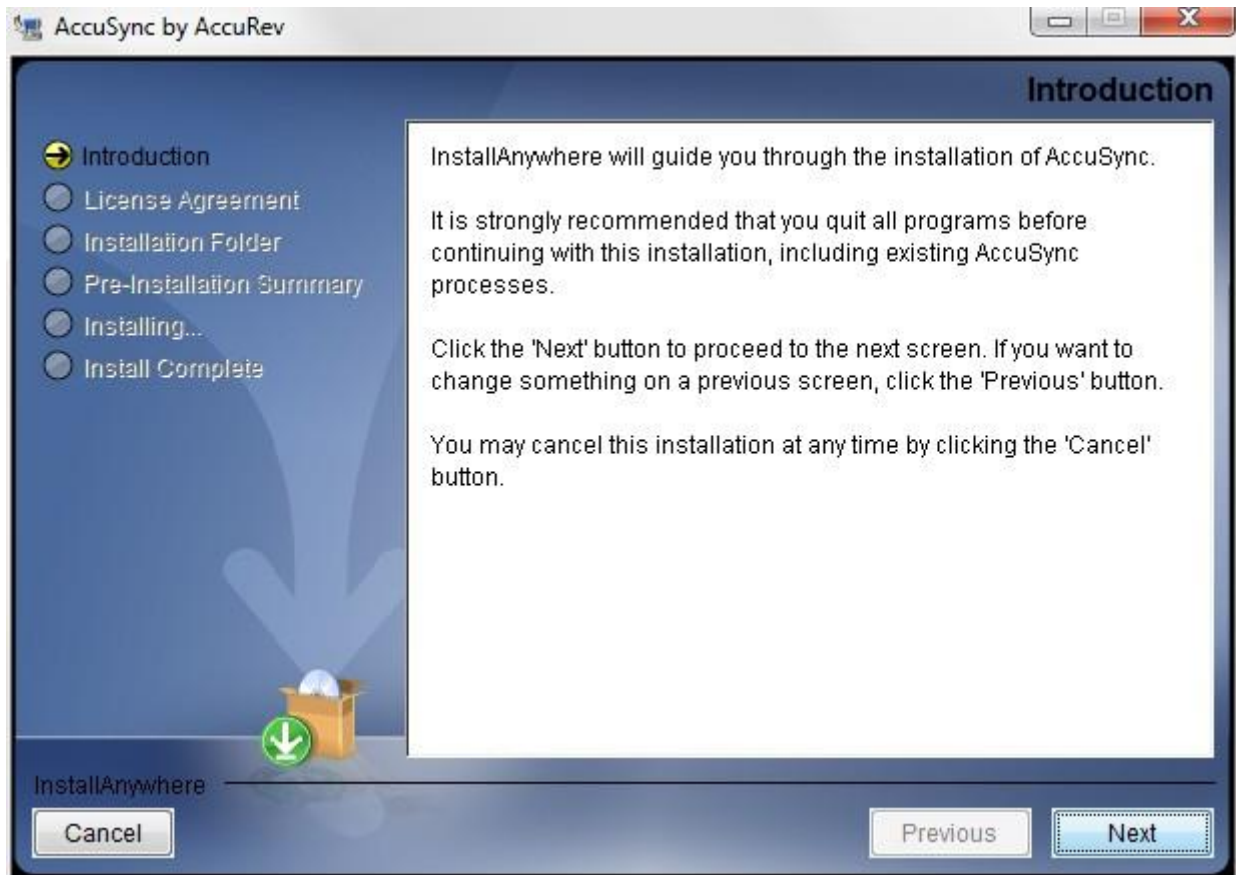 AccuSync by AccuRev
Introduction
Introduction
License Agreement
Installation Folder
Pre-Installation Summary
Installing...
Install Complete
InstallAnywhere will guide you through the installation of AccuSync.
It is strongly recommended that you quit all programs before
continuing with this installation, including existing AccuSync
processes.
Click the 'Next' button to proceed to the next screen. If you want to
change something on a previous screen, click the 'Previous' button.
You may cancel this installation at any time by clicking the 'Cancel'
button.
InstallAnywhere
Cancel
Previous
Next